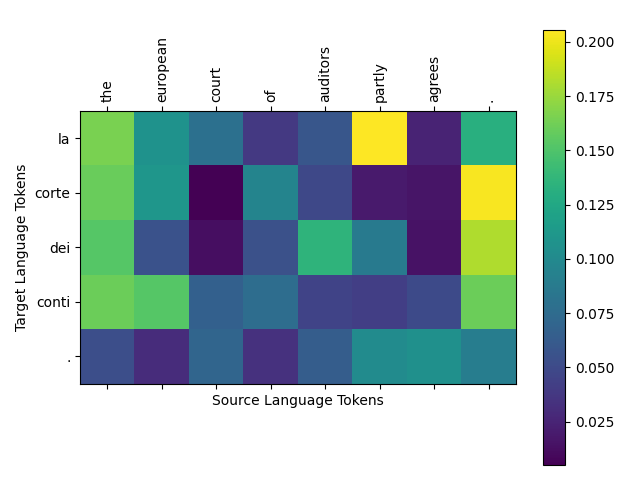 the european court of auditors partly agrees .
la
corte
dei
conti
.
Target Language Tokens
Source Language Tokens
0.200
0.175
0.150
0.125
0.100
0.075
0.050
0.025